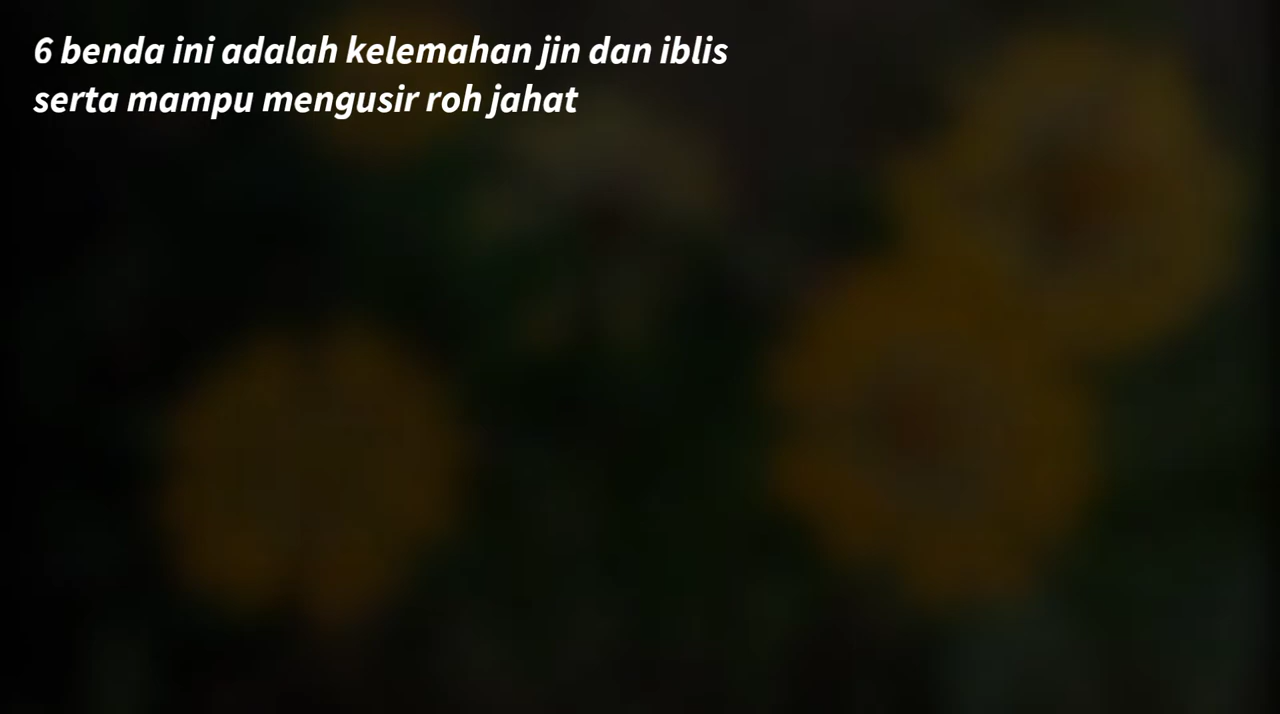 6 benda ini adalah kelemahan jin dan iblis
serta mampu mengusir roh jahat